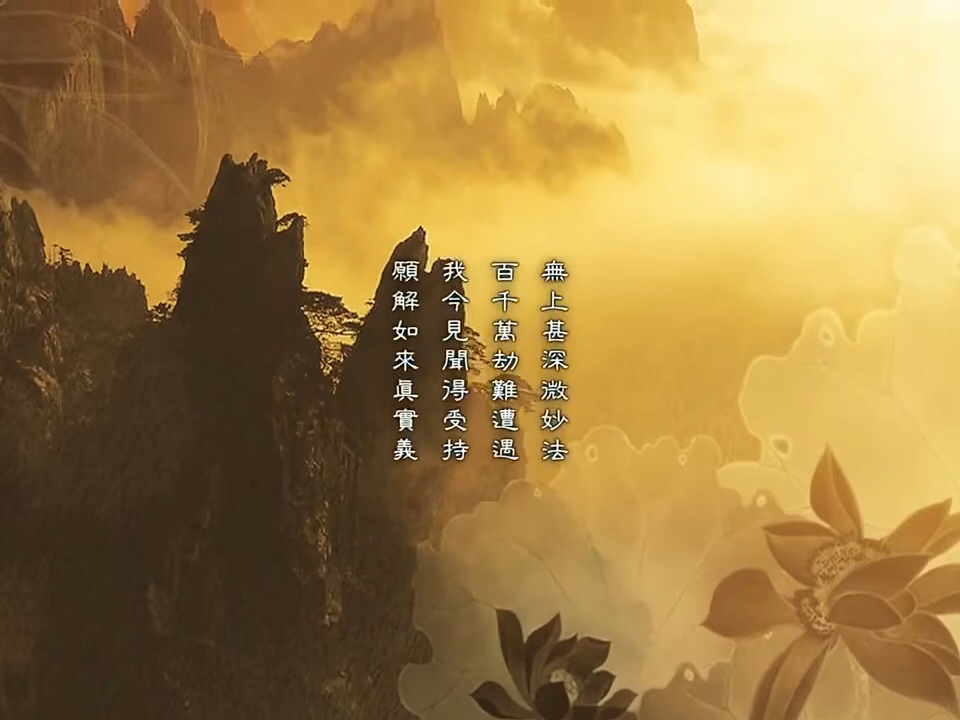 無上甚深微妙法
百千萬劫難遭遇
我今見聞得受持
願解如來眞實義